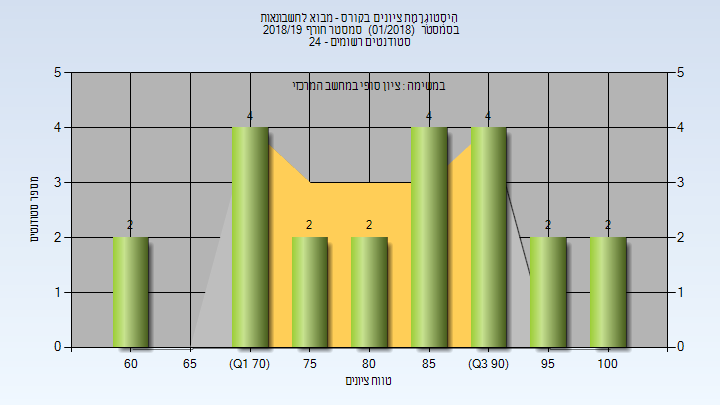 היסטוגרמת ציונים בקורס - מבוא לחשבונאות
בסמסטר (01/2018) סמסטר חורף 2018/19
סטודנטים רשומים - 24
במשימה : ציון סופי במחשב המרכזי
מספר סטודנטים
5 5
4 4
3 3
2 2
1 1
0 0
2 4 2 2 4 4 2 2
60 65 (Q1 70) 75 80 85 (Q3 90) 95 100
טווח ציונים